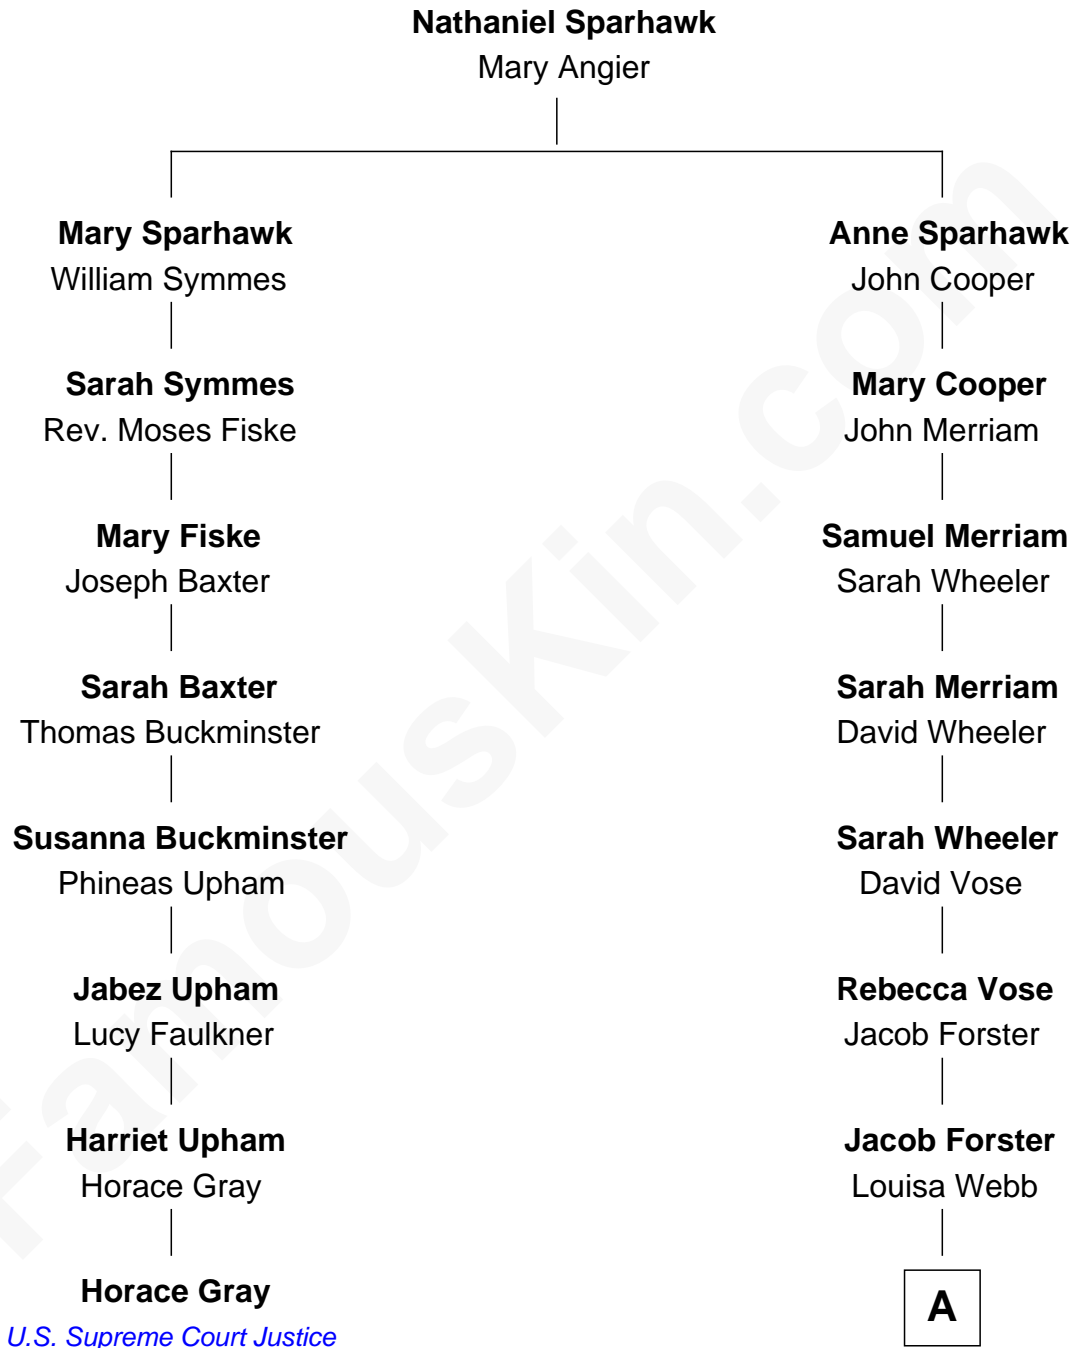 Nathaniel Sparhawk
Mary Angier
Mary Sparhawk
William Symmes
Anne Sparhawk
John Cooper
Sarah Symmes
Rev. Moses Fiske
Mary Cooper
John Merriam
Mary Fiske
Joseph Baxter
Samuel Merriam
Sarah Wheeler
Sarah Baxter
Thomas Buckminster
Sarah Merriam
David Wheeler
Susanna Buckminster
Phineas Upham
Sarah Wheeler
David Vose
Jabez Upham
Lucy Faulkner
Rebecca Vose
Jacob Forster
Harriet Upham
Horace Gray
Jacob Forster
Louisa Webb
Horace Gray
U.S. Supreme Court Justice
A
FamousKin.com